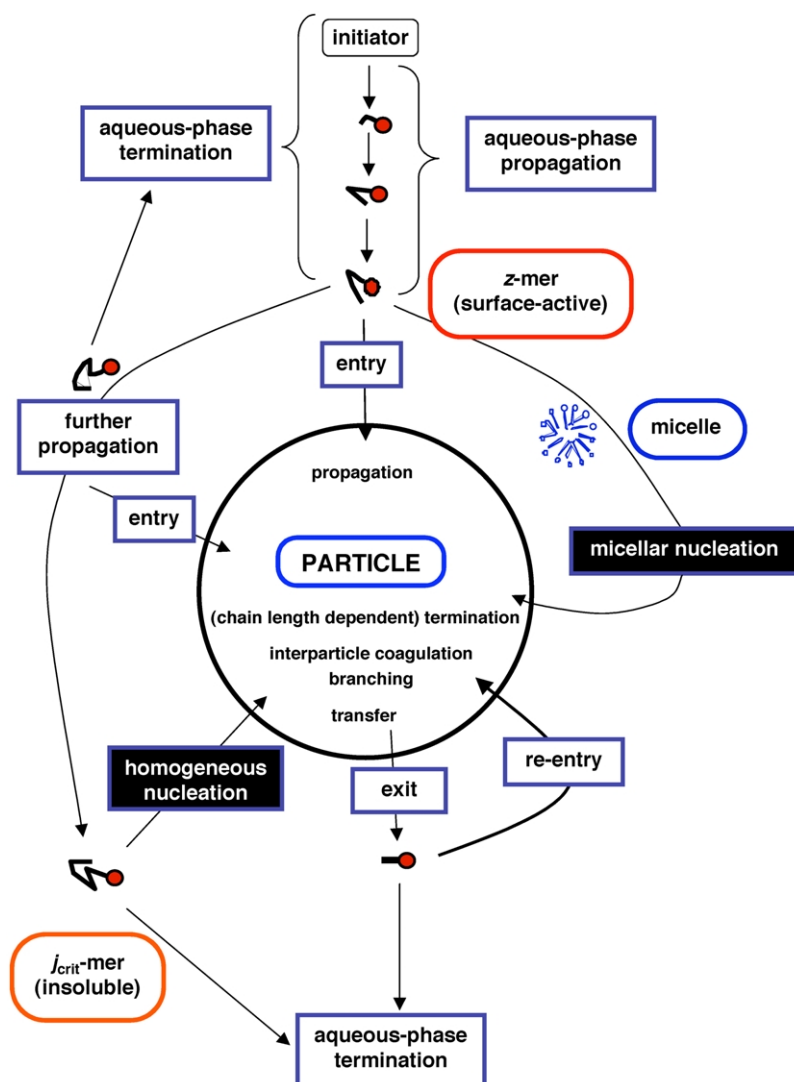 initiator
aqueous-phase
termination
aqueous-phase
propagation
z-mer
(surface-active)
entry
further
propagation
micelle
propagation
entry
micellar nucleation
PARTICLE
(chain length dependent) termination
interparticle coagulation
branching
transfer
homogeneous
nucleation
re-entry
exit
jcrit-mer
(insoluble)
aqueous-phase
termination